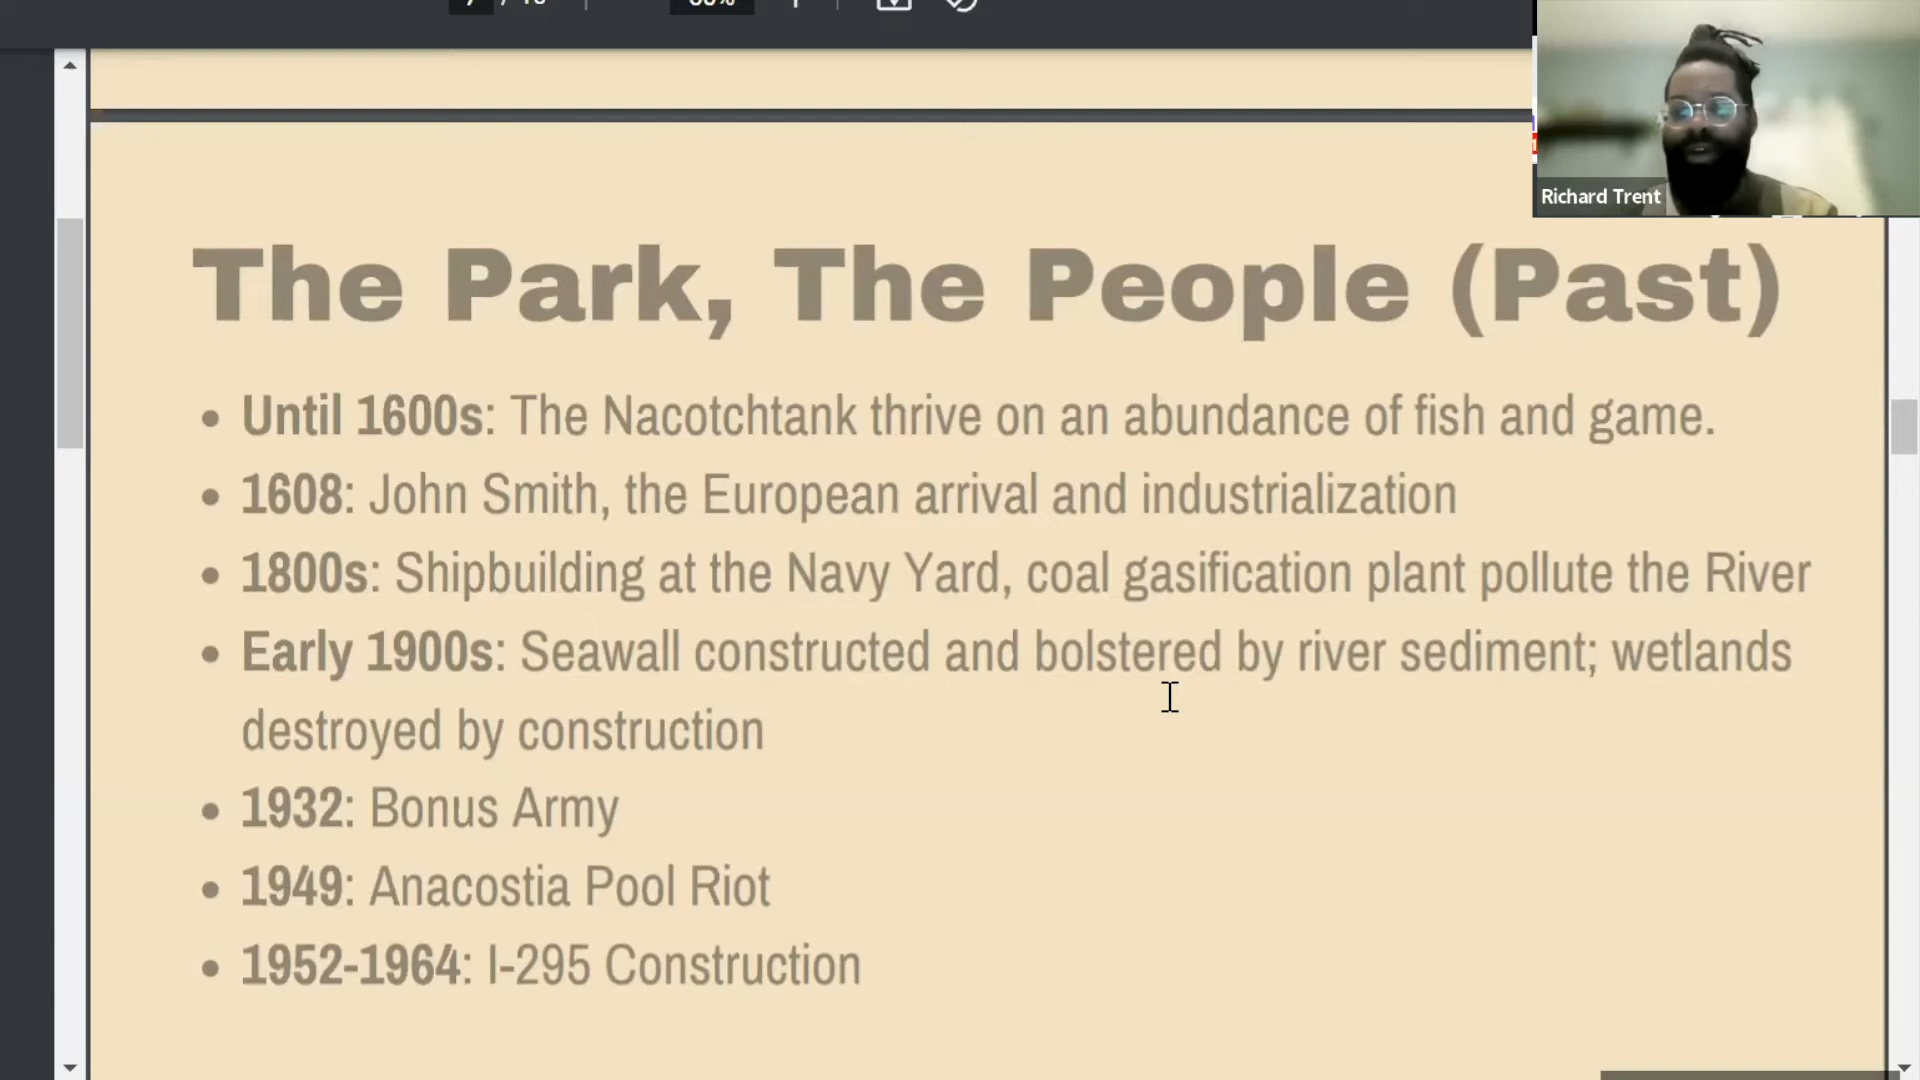 Richard Trent
The Park, The People (Past)
• Until 1600s: The Nacotchtank thrive on an abundance of fish and game.
• 1608: John Smith, the European arrival and industrialization
• 1800s: Shipbuilding at the Navy Yard, coal gasification plant pollute the River
• Early 1900s: Seawall constructed and bolstered by river sediment; wetlands
destroyed by construction
• 1932: Bonus Army
• 1949: Anacostia Pool Riot
• 1952-1964: I-295 Construction